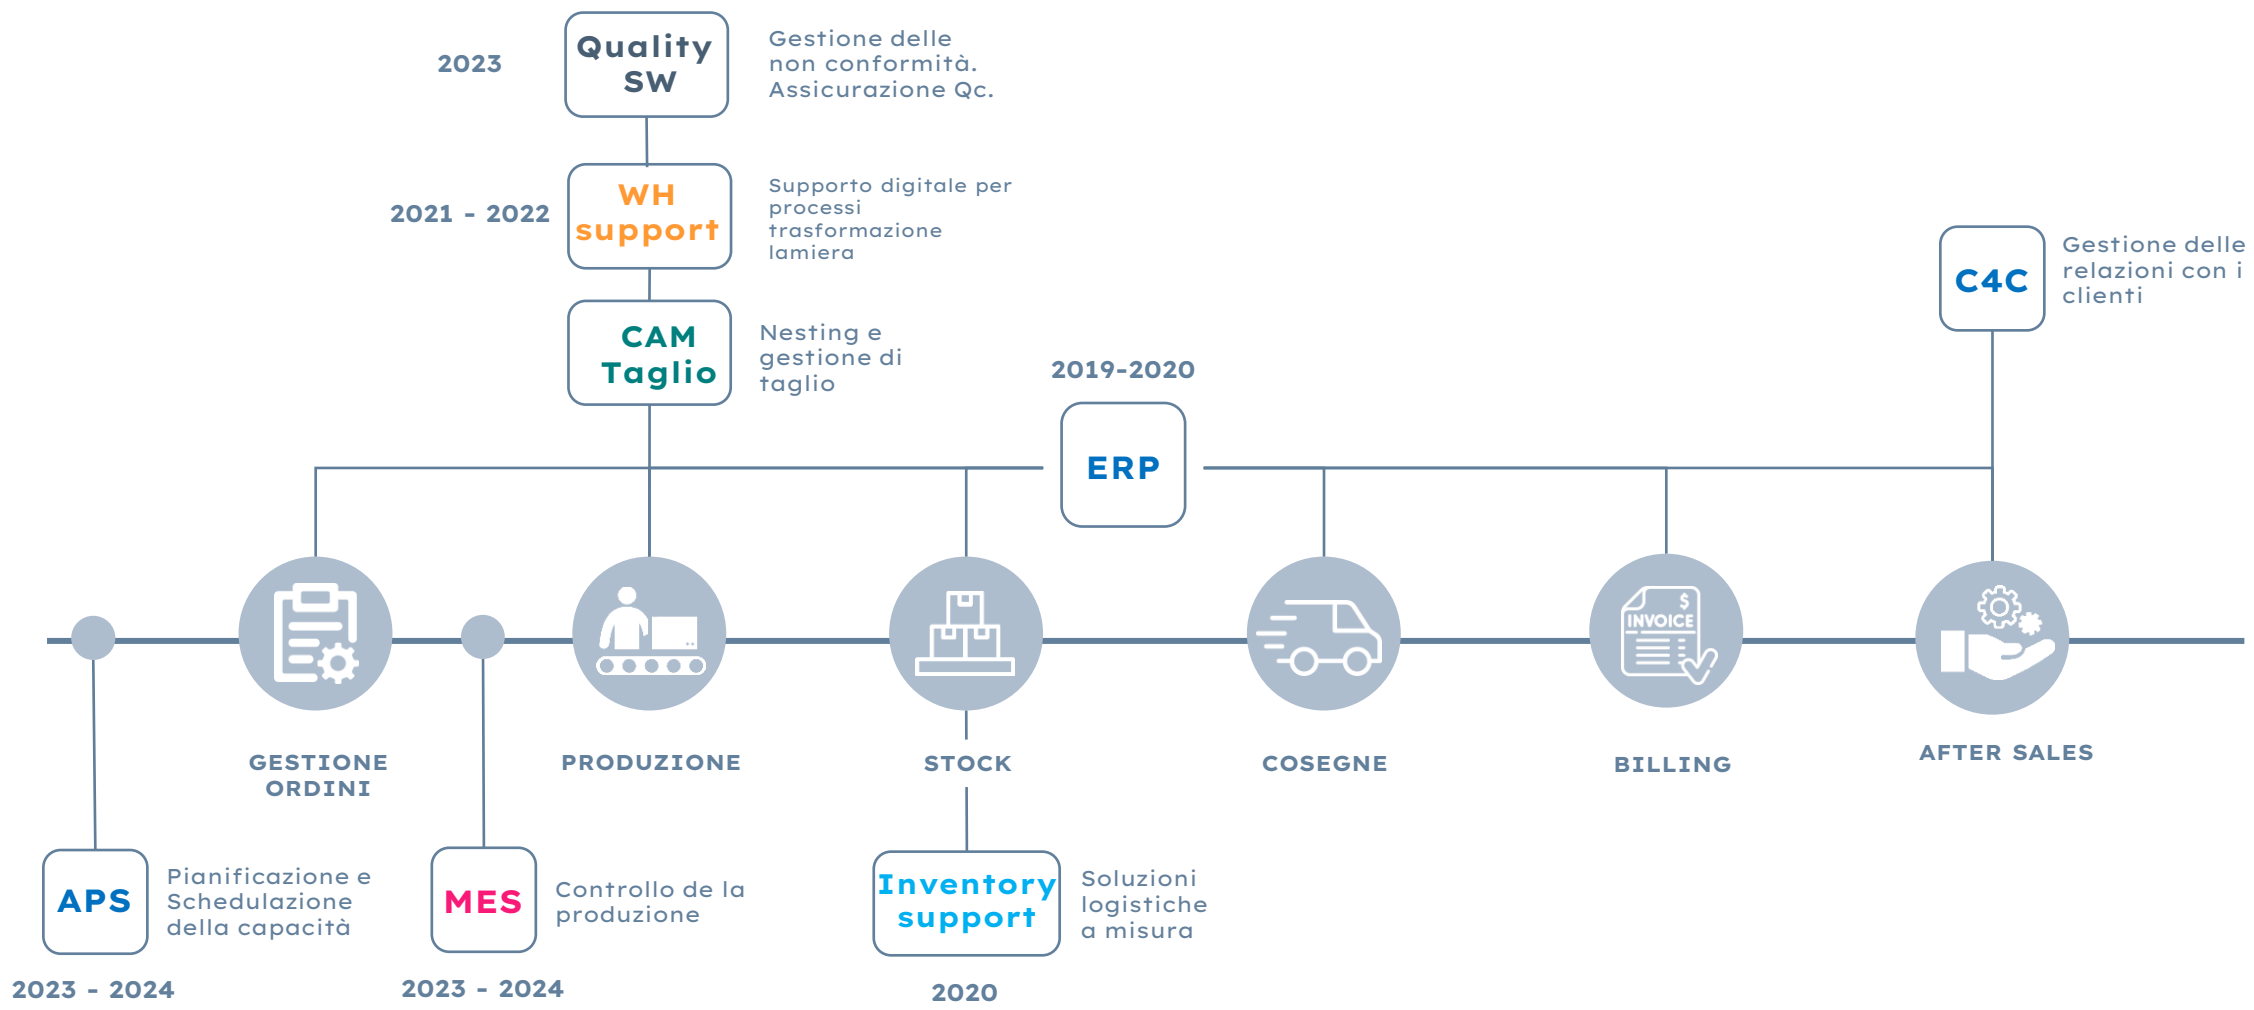 2023
Quality
SW
Gestione delle
non conformità.
Assicurazione Qc.
2021 - 2022
WH
support
Supporto digitale per
processi
trasformazione
lamiera
CAM
Taglio
Nesting e
gestione di
taglio
2019-2020
ERP
C4C
Gestione delle
relazioni con i
clienti
$
INVOICE
GESTIONE
ORDINI
PRODUZIONE
STOCK
COSEGNE
BILLING
AFTER SALES
APS
Pianificazione e
Schedulazione
della capacità
2023 - 2024
MES
Controllo de la
produzione
2023 - 2024
Inventory
support
Soluzioni
logistiche
a misura
2020